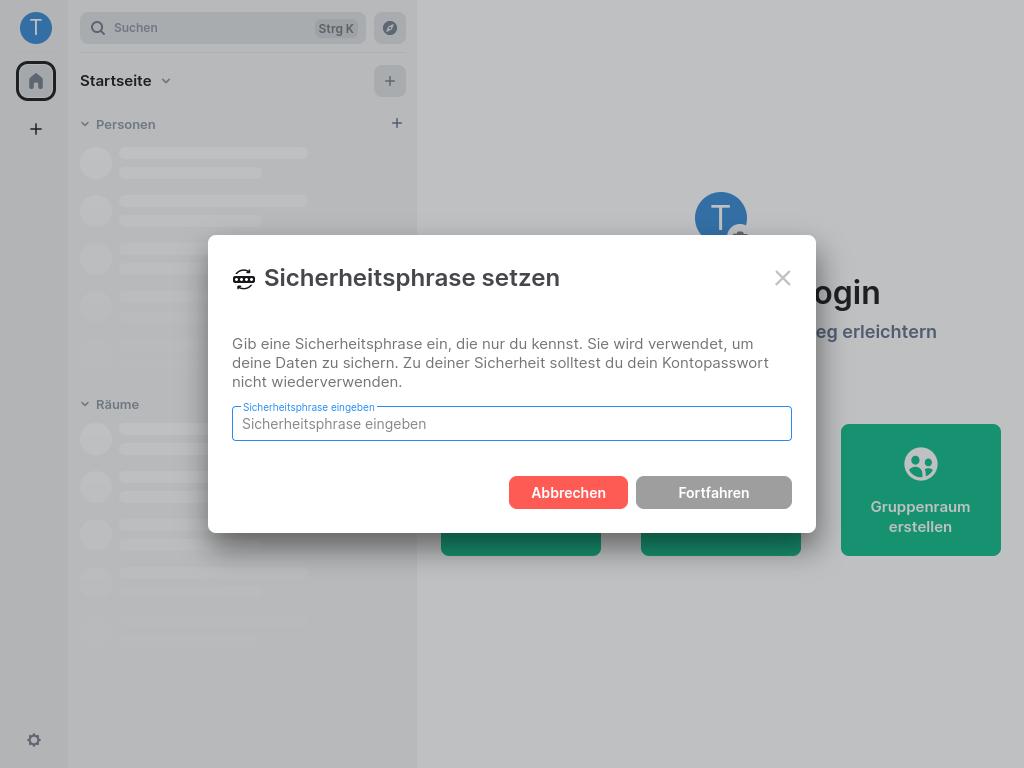 T
Suchen
Strg K
Startseite
Personen
Räume
T
ogin
eg erleichtern
Sicherheitsphrase setzen
Gib eine Sicherheitsphrase ein, die nur du kennst. Sie wird verwendet, um
deine Daten zu sichern. Zu deiner Sicherheit solltest du dein Kontopasswort
nicht wiederverwenden.
Sicherheitsphrase eingeben
Sicherheitsphrase eingeben
Abbrechen
Fortfahren
Gruppenraum
erstellen